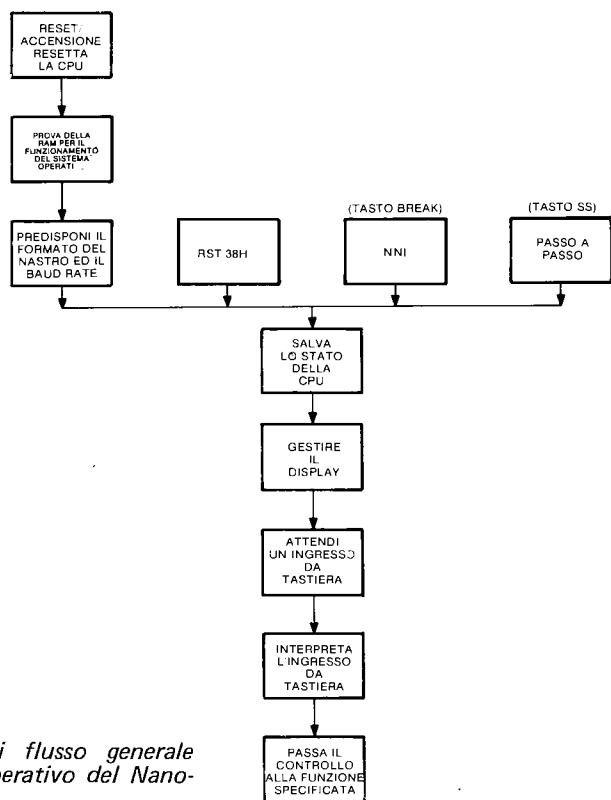 RESET/
ACCENSIONE
RESETTA
LA CPU
PROVA DELLA
RAM PER IL
FUNZIONAMENTO
DEL SISTEMA
OPERATI
PREDISPONI IL
FORMATO DEL
NASTRO ED IL
BAUD RATE
RST 38H
(TASTO BREAK)
NNI
(TASTO SS)
PASSO A
PASSO
SALVA
LO STATO
DELLA
CPU
GESTIRE
IL
DISPLAY
ATTENDI
UN INGRESSO
DA
TASTIERA
INTERPRETA
L'INGRESSO
DA
TASTIERA
PASSA IL
CONTROLLO
ALLA FUNZIONE
SPECIFICATA
i flusso generale
perativo del Nano-